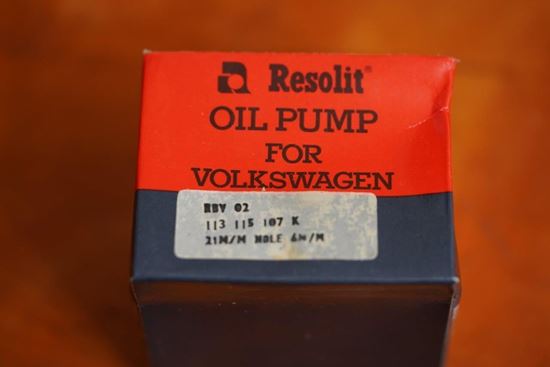 Resolit®
OIL PUMP
FOR
VOLKSWAGEN
RBV 02
113 115 107 K
21M/M HOLE 6M/M